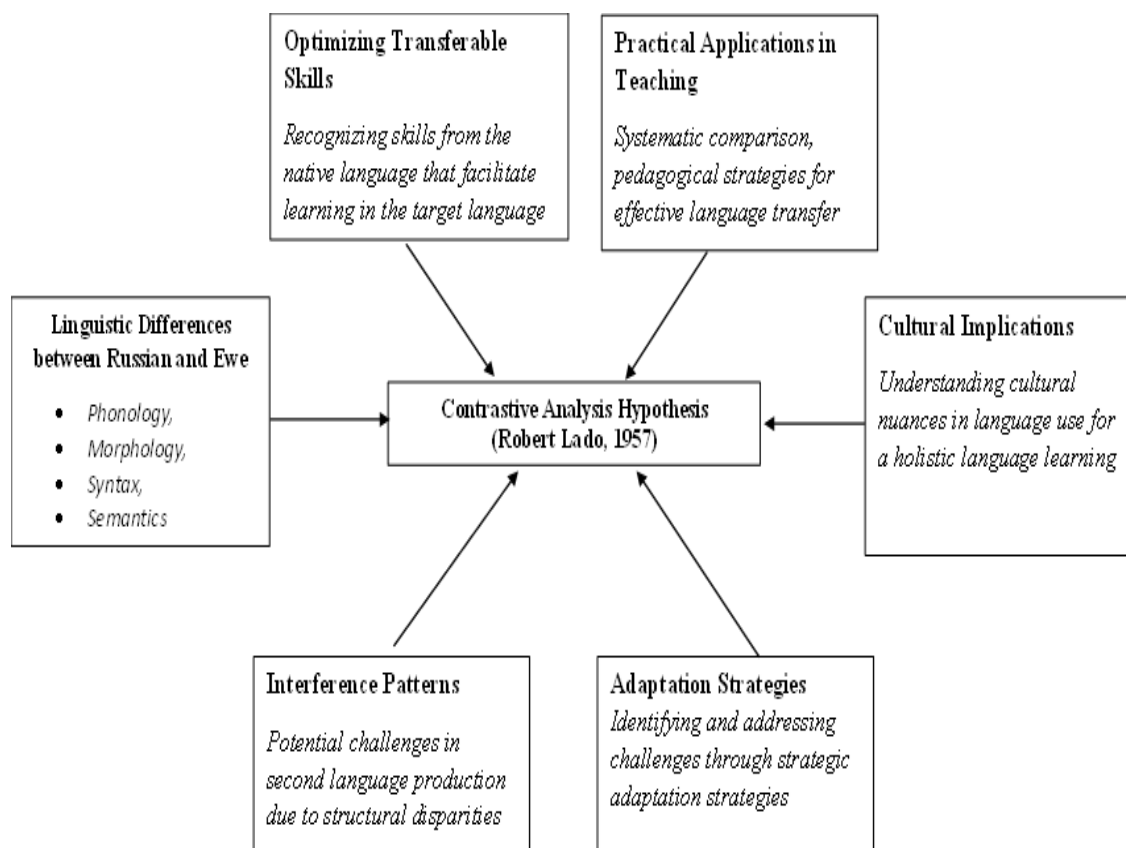 Optimizing Transferable
Skills
Recognizing skills from the
native language that facilitate
learning in the target language
Practical Applications in
Teaching
Systematic comparison,
pedagogical strategies for
effective language transfer
Linguistic Differences
between Russian and Ewe
• Phonology,
• Morphology,
• Syntax,
• Semantics
Contrastive Analysis Hypothesis
(Robert Lado, 1957)
Cultural Implications
Understanding cultural
nuances in language use for
a holistic language learning
Interference Patterns
Potential challenges in
second language production
due to structural disparities
Adaptation Strategies
Identifying and addressing
challenges through strategic
adaptation strategies